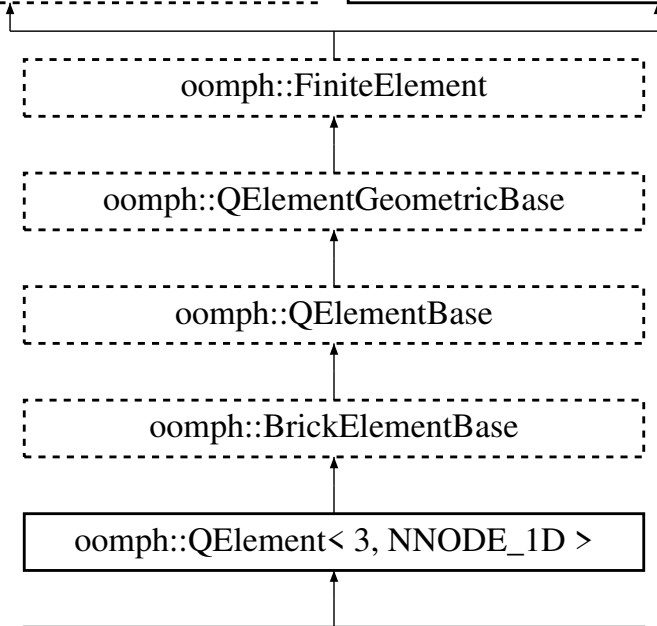 oomph::FiniteElement
oomph::QElementGeometricBase
oomph::QElementBase
oomph::BrickElementBase
oomph::QElement< 3, NNODE_1D >